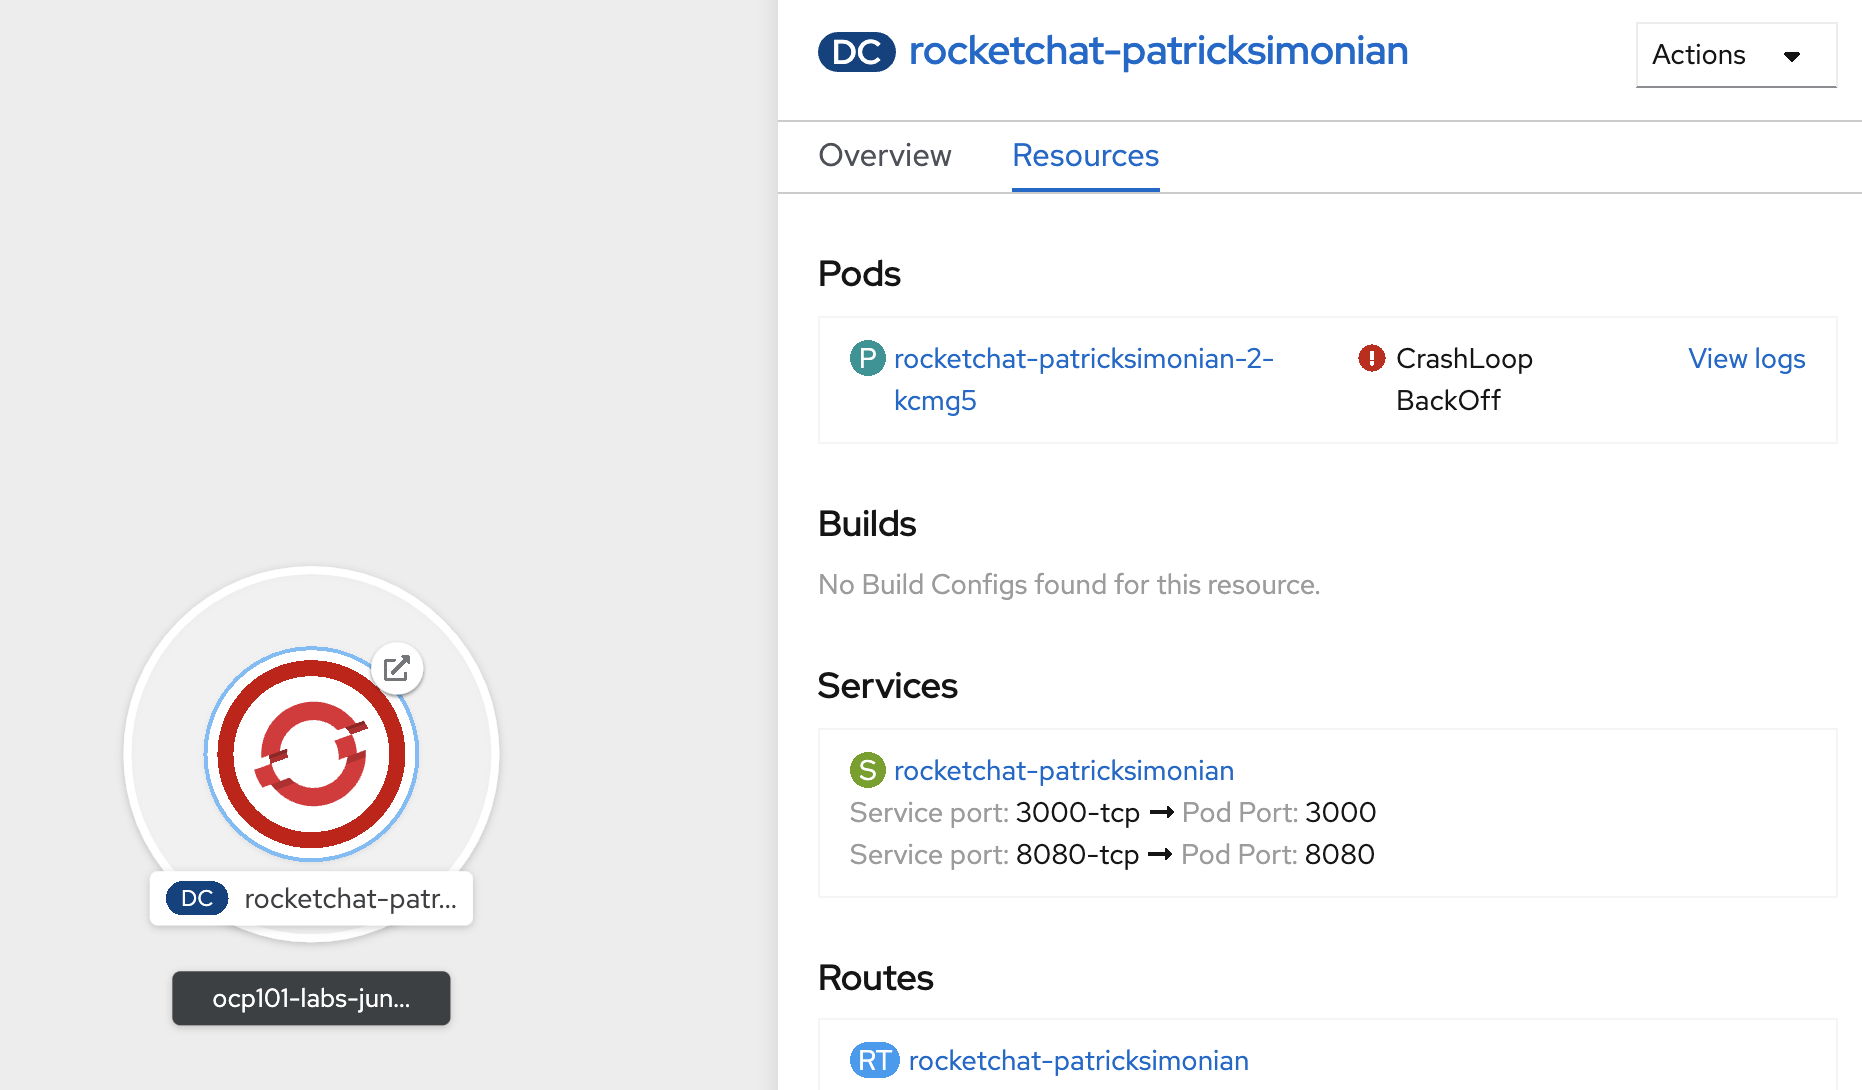 DC rocketchat-patricksimonian
Actions
Overview Resources
Pods
P rocketchat-patricksimonian-2-
kcmg5
CrashLoop
BackOff
View logs
Builds
No Build Configs found for this resource.
Services
S rocketchat-patricksimonian
Service port: 3000-tcp → Pod Port: 3000
Service port: 8080-tcp → Pod Port: 8080
Routes
RT rocketchat-patricksimonian
DC rocketchat-patr...
ocp101-labs-jun...